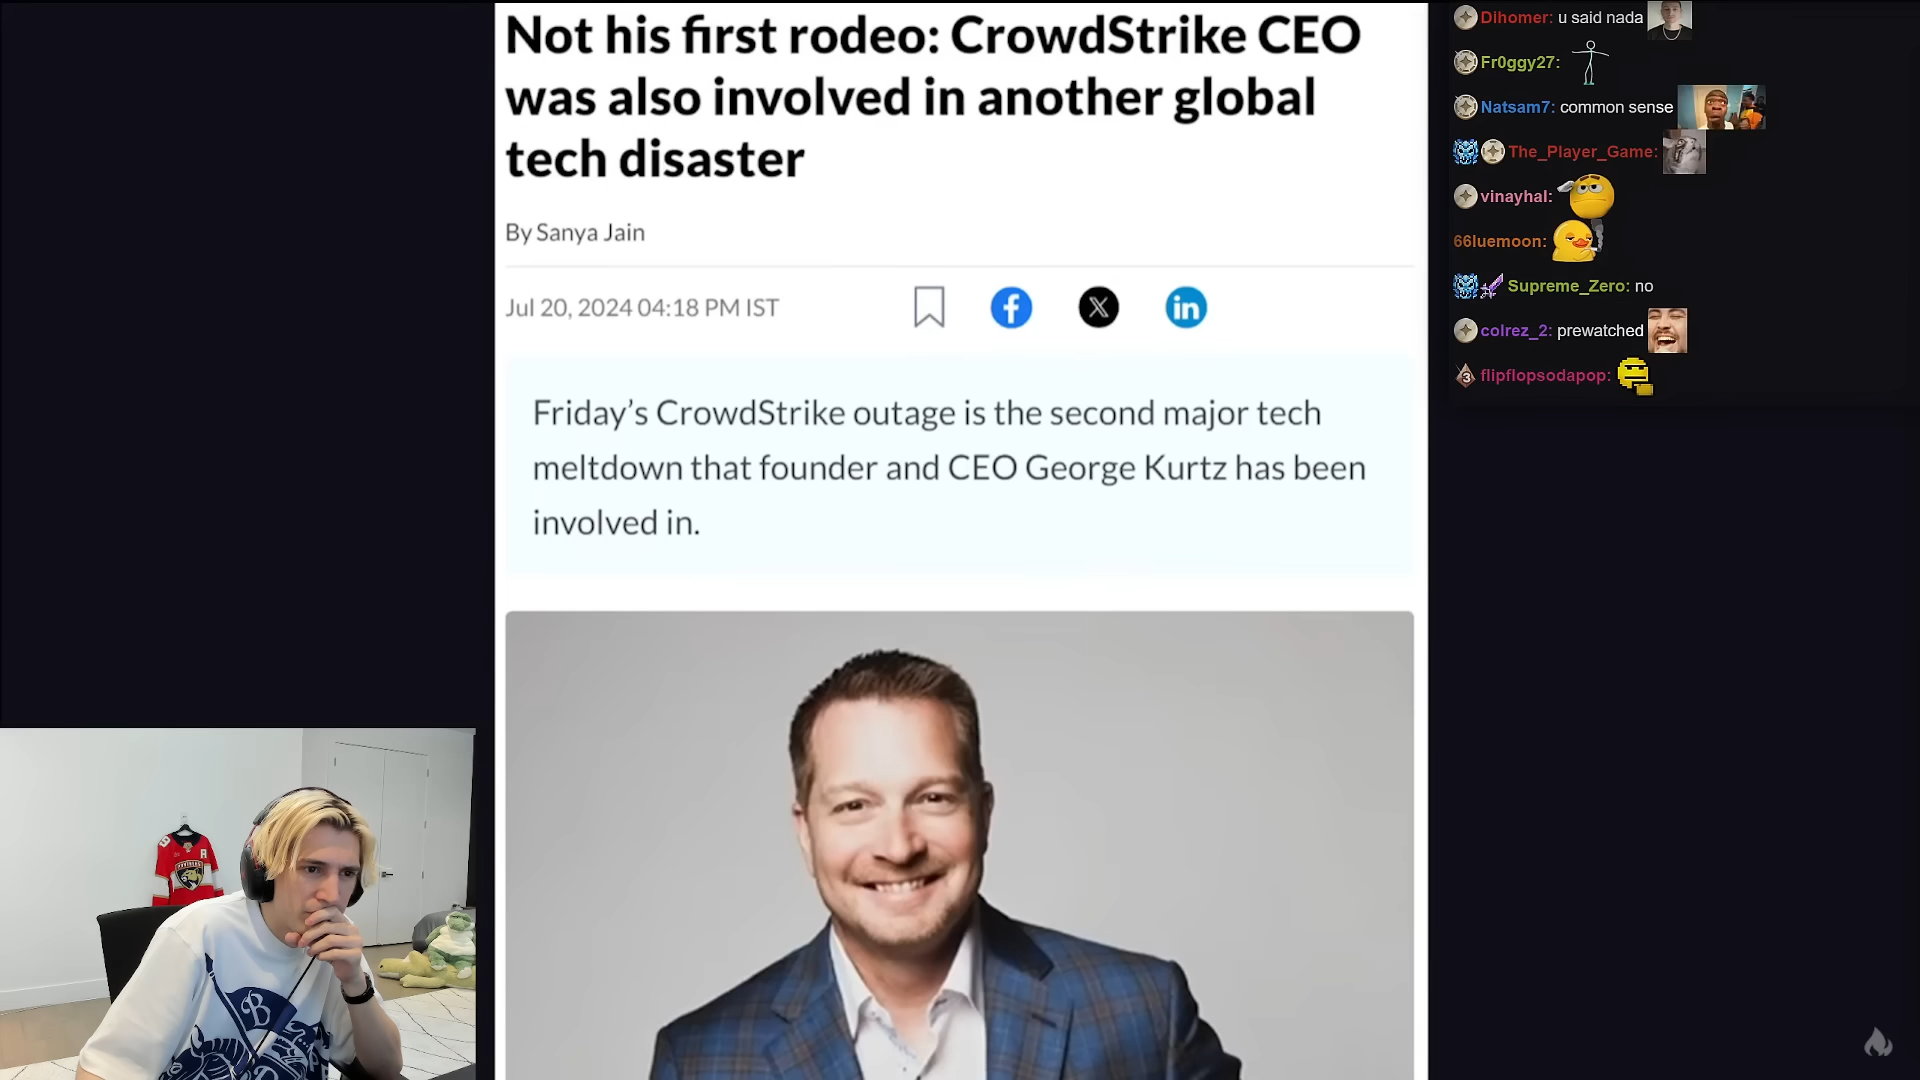 Not his first rodeo: CrowdStrike CEO
was also involved in another global
tech disaster
By Sanya Jain
Jul 20, 2024 04:18 PM IST
Friday’s CrowdStrike outage is the second major tech
meltdown that founder and CEO George Kurtz has been
involved in.
Dihomer: u said nada
Fr0ggy27:
Natsam7: common sense
The_Player_Game:
vinayhal:
66luemoon:
Supreme_Zero: no
colrez_2: prewatched
3 flipflopsodapop:
PANTHERS
B